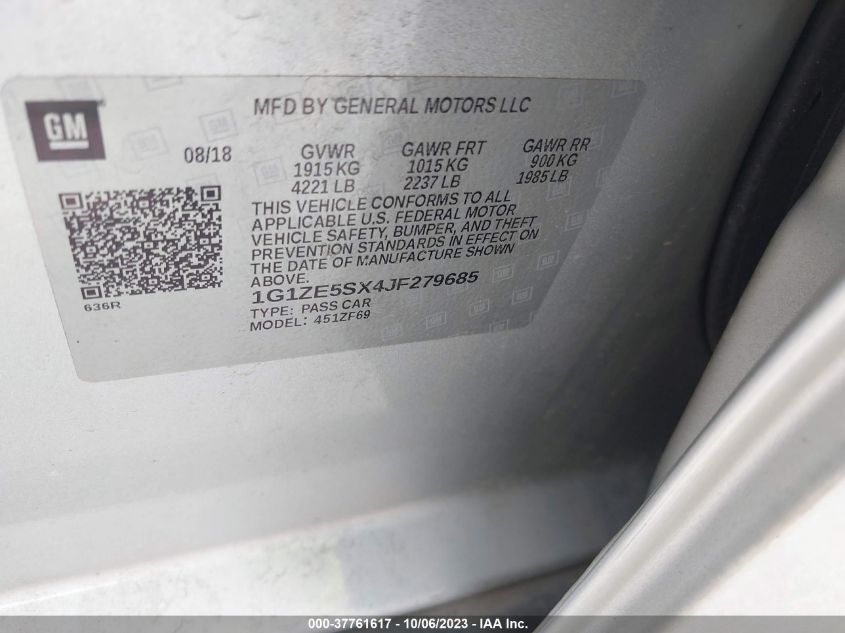 GM
MFD BY GENERAL MOTORS LLC
08/18 GVWR GAWR FRT GAWR RR
1915 KG 1015 KG 900 KG
4221 LB 2237 LB 1985 LB
THIS VEHICLE CONFORMS TO ALL
APPLICABLE U.S. FEDERAL MOTOR
VEHICLE SAFETY, BUMPER, AND THEFT
PREVENTION STANDARDS IN EFFECT ON
THE DATE OF MANUFACTURE SHOWN
ABOVE.
1G1ZE5SX4JF279685
TYPE: PASS CAR
MODEL: 451ZF69
636R
000-37761617 - 10/06/2023 - IAA Inc.